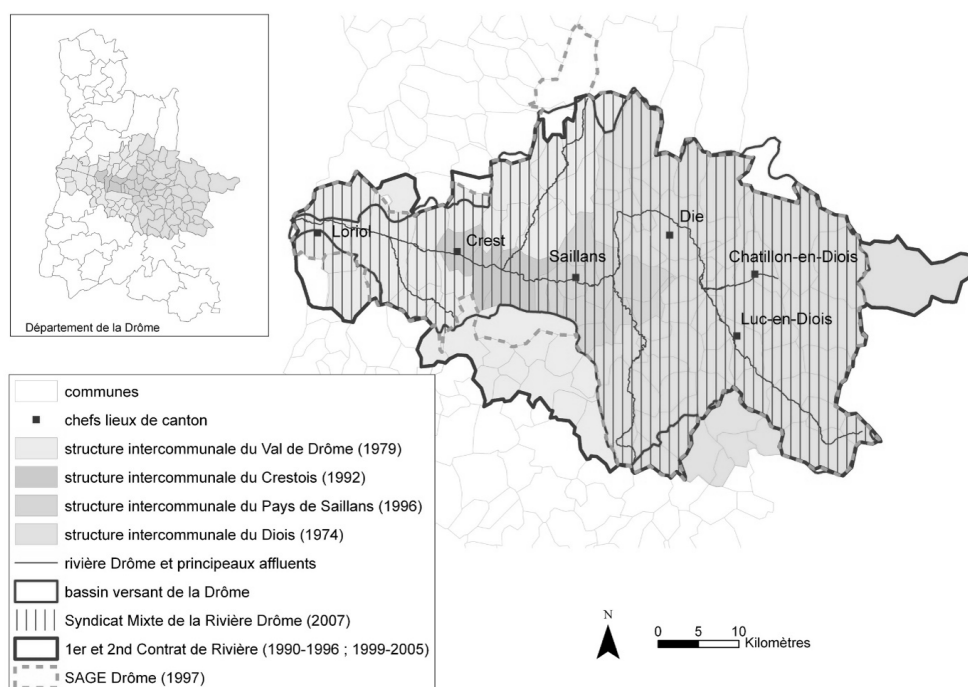 Département de la Drôme
Loriol
Crest
Saillans
Die
Chatillon-en-Diois
Luc-en-Diois
communes
chefs lieux de canton
structure intercommunale du Val de Drôme (1979)
structure intercommunale du Crestois (1992)
structure intercommunale du Pays de Saillans (1996)
structure intercommunale du Diois (1974)
rivière Drôme et principaux affluents
bassin versant de la Drôme
Syndicat Mixte de la Rivière Drôme (2007)
1er et 2nd Contrat de Rivière (1990-1996 ; 1999-2005)
SAGE Drôme (1997)
N
0 5 10
Kilomètres